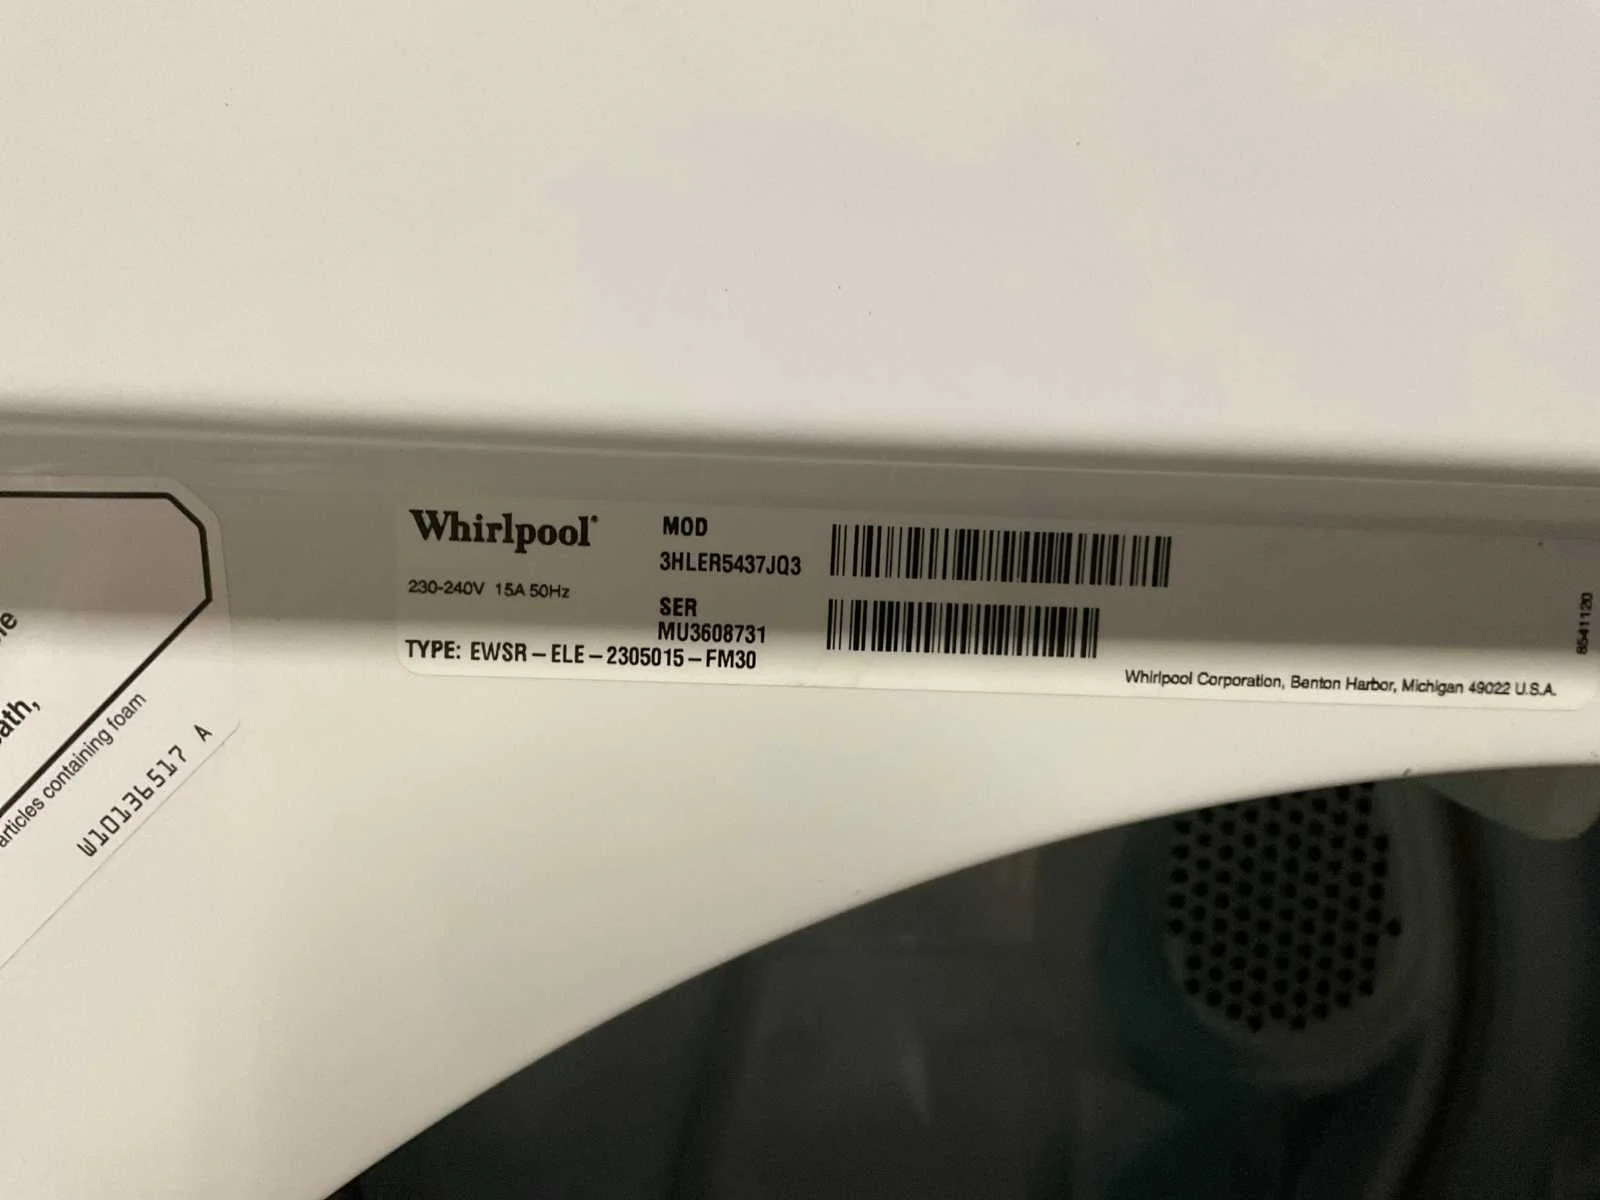 Whirlpool
MOD
3HLER5437JQ3
230-240V 15A 50Hz
SER
MU3608731
TYPE: EWSR-ELE-2305015-FM30
Whirlpool Corporation, Benton Harbor, Michigan 49022 U.S.A.
8541120
articles containing foam
W10136517 A